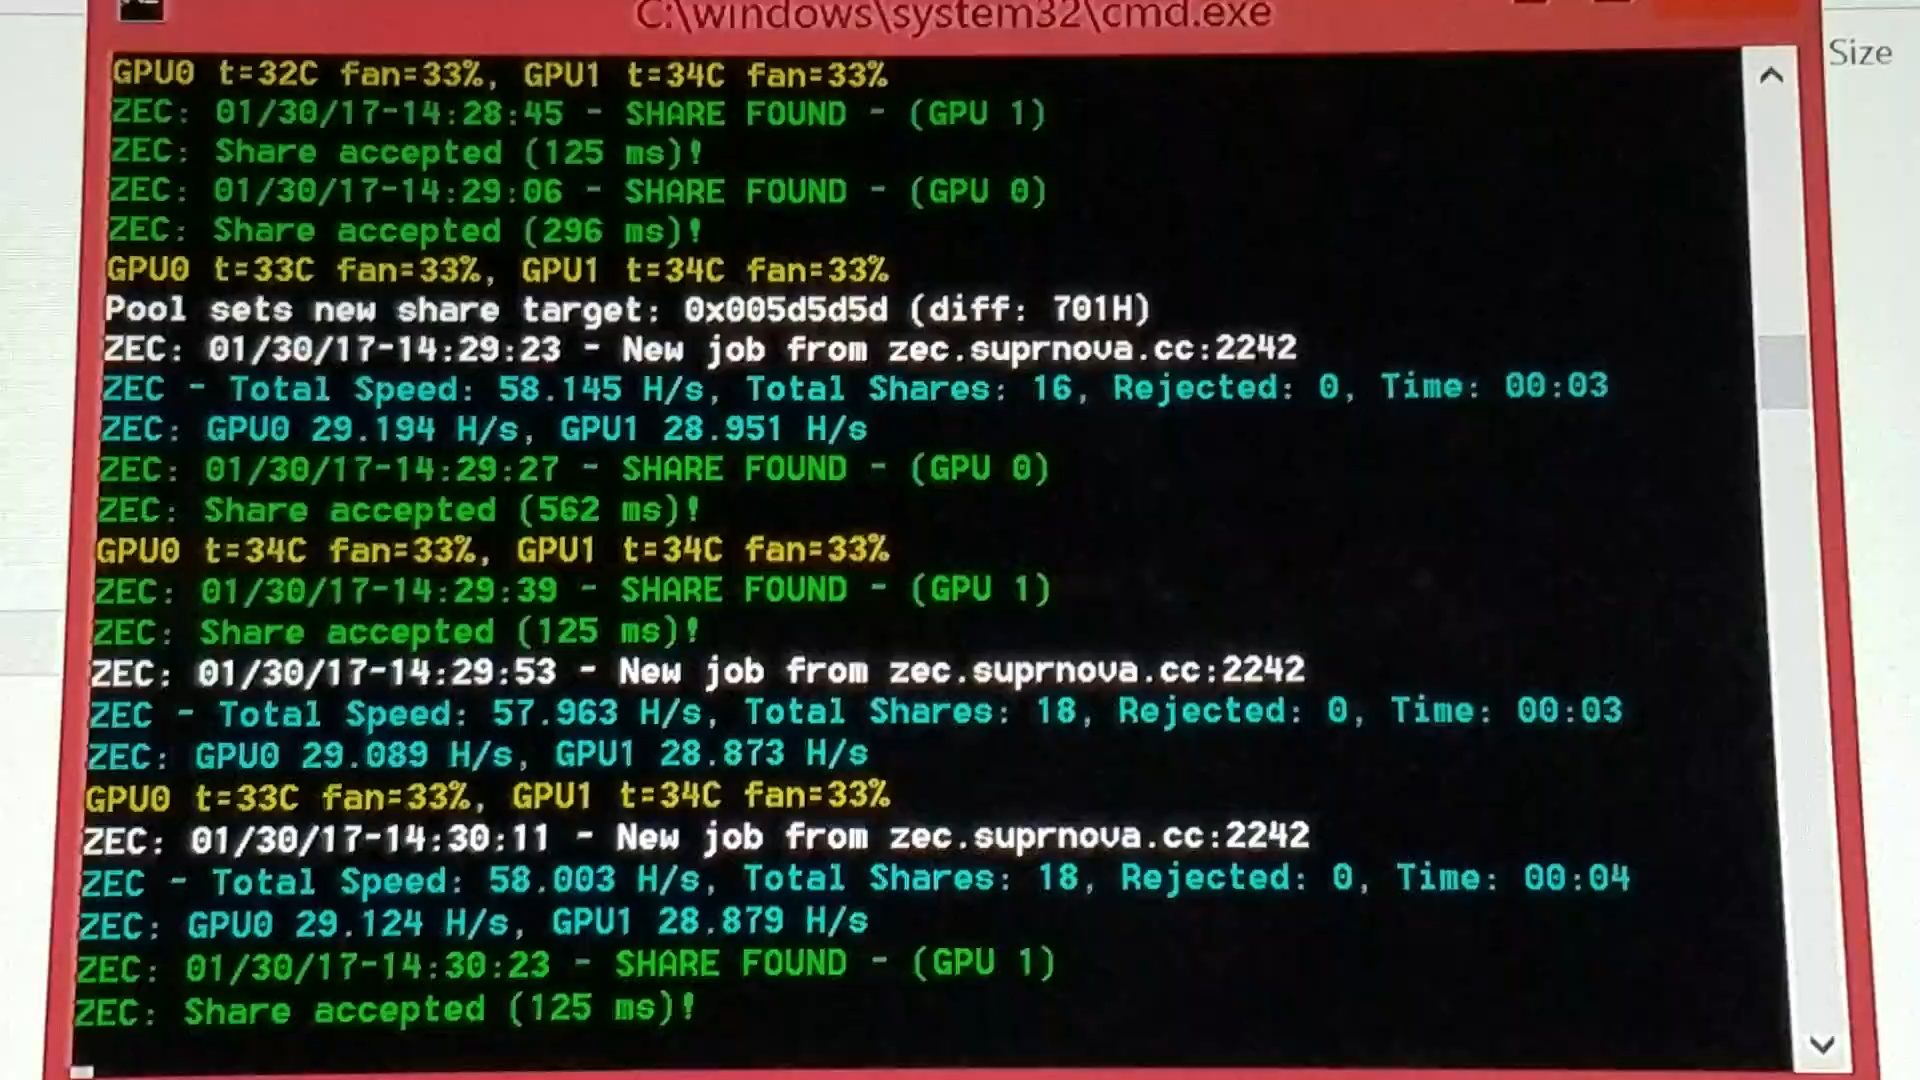 C:\windows\system32\cmd.exe
Size
GPU0 t=32C fan=33%, GPU1 t=34C fan=33%
ZEC: 01/30/17-14:28:45 - SHARE FOUND - (GPU 1)
ZEC: Share accepted (125 ms)!
ZEC: 01/30/17-14:29:06 - SHARE FOUND - (GPU 0)
ZEC: Share accepted (296 ms)!
GPU0 t=33C fan=33%, GPU1 t=34C fan=33%
Pool sets new share target: 0x005d5d5d (diff: 701H)
ZEC: 01/30/17-14:29:23 - New job from zec.suprnova.cc:2242
ZEC - Total Speed: 58.145 H/s, Total Shares: 16, Rejected: 0, Time: 00:03
ZEC: GPU0 29.194 H/s, GPU1 28.951 H/s
ZEC: 01/30/17-14:29:27 - SHARE FOUND - (GPU 0)
ZEC: Share accepted (562 ms)!
GPU0 t=34C fan=33%, GPU1 t=34C fan=33%
ZEC: 01/30/17-14:29:39 - SHARE FOUND - (GPU 1)
ZEC: Share accepted (125 ms)!
ZEC: 01/30/17-14:29:53 - New job from zec.suprnova.cc:2242
ZEC - Total Speed: 57.963 H/s, Total Shares: 18, Rejected: 0, Time: 00:03
ZEC: GPU0 29.089 H/s, GPU1 28.873 H/s
GPU0 t=33C fan=33%, GPU1 t=34C fan=33%
ZEC: 01/30/17-14:30:11 - New job from zec.suprnova.cc:2242
ZEC - Total Speed: 58.003 H/s, Total Shares: 18, Rejected: 0, Time: 00:04
ZEC: GPU0 29.124 H/s, GPU1 28.879 H/s
ZEC: 01/30/17-14:30:23 - SHARE FOUND - (GPU 1)
ZEC: Share accepted (125 ms)!